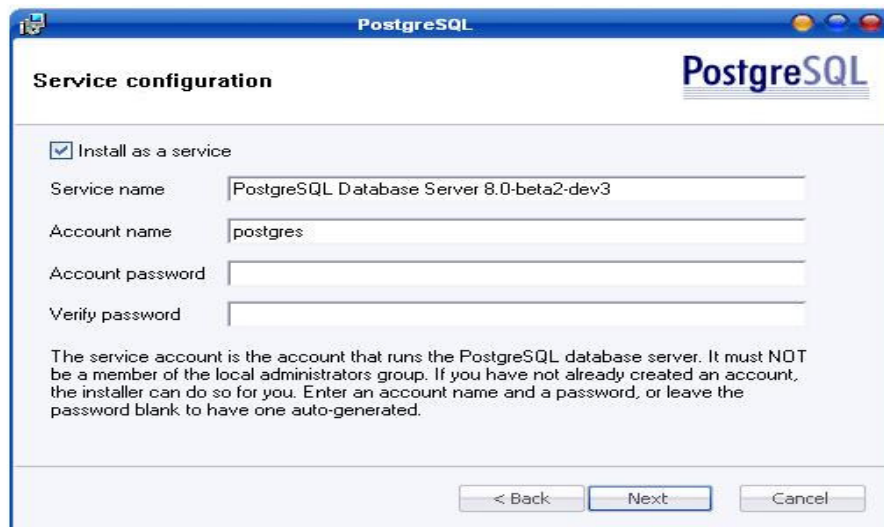 PostgreSQL
Service configuration
PostgreSQL
Install as a service
Service name PostgreSQL Database Server 8.0-beta2-dev3
Account name postgres
Account password
Verify password
The service account is the account that runs the PostgreSQL database server. It must NOT
be a member of the local administrators group. If you have not already created an account,
the installer can do so for you. Enter an account name and a password, or leave the
password blank to have one auto-generated.
< Back Next Cancel